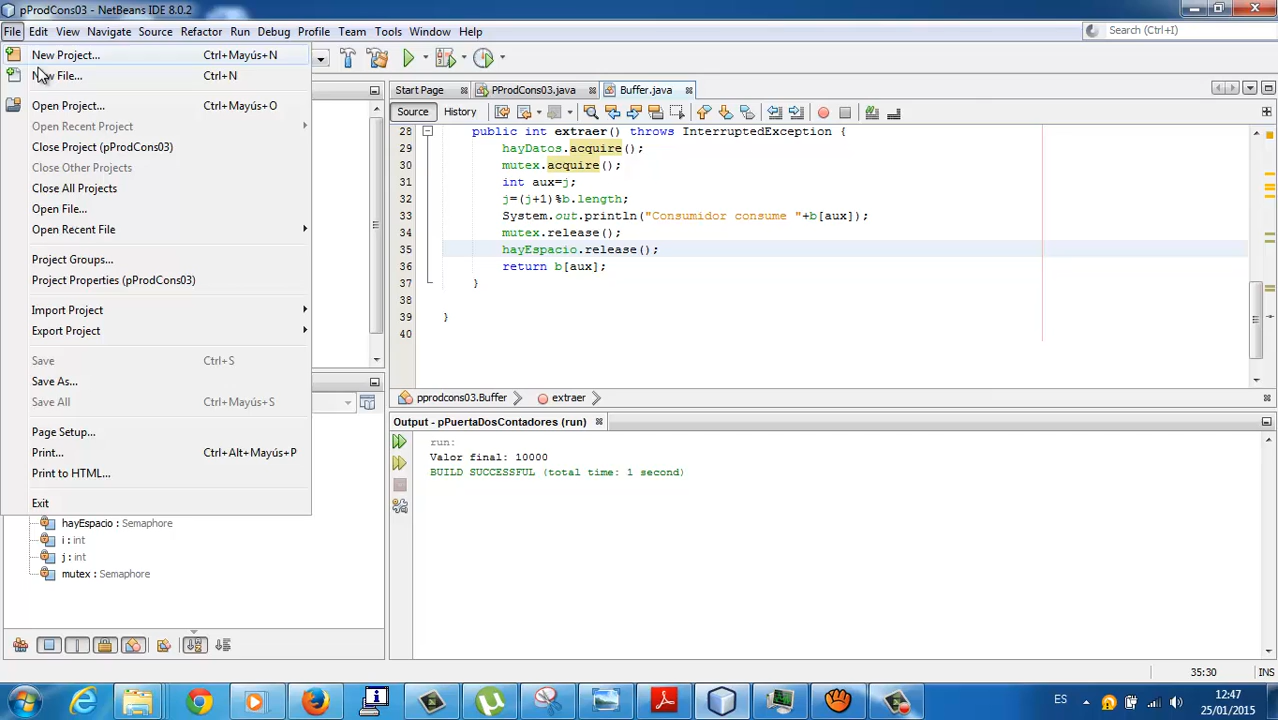 pProdCons03 - NetBeans IDE 8.0.2
File Edit View Navigate Source Refactor Run Debug Profile Team Tools Window Help
Search (Ctrl+I)
New Project... Ctrl+Mayús+N
New File... Ctrl+N
Open Project... Ctrl+Mayús+O
Open Recent Project
Close Project (pProdCons03)
Close Other Projects
Close All Projects
Open File...
Open Recent File
Project Groups...
Project Properties (pProdCons03)
Import Project
Export Project
Save Ctrl+S
Save As...
Save All Ctrl+Mayús+S
Page Setup...
Print... Ctrl+Alt+Mayús+P
Print to HTML...
Exit
hayEspacio : Semaphore
i : int
j : int
mutex : Semaphore
Start Page PProdCons03.java Buffer.java
Source History
28 public int extraer() throws InterruptedException {
29 hayDatos.acquire();
30 mutex.acquire();
31 int aux=j;
32 j=(j+1)%b.length;
33 System.out.println("Consumidor consume "+b[aux]);
34 mutex.release();
35 hayEspacio.release();
36 return b[aux];
37 }
38
39 }
40
pprodcons03.Buffer extraer
Output - pPuertaDosContadores (run)
run:
Valor final: 10000
BUILD SUCCESSFUL (total time: 1 second)
35:30 INS
ES
12:47
25/01/2015